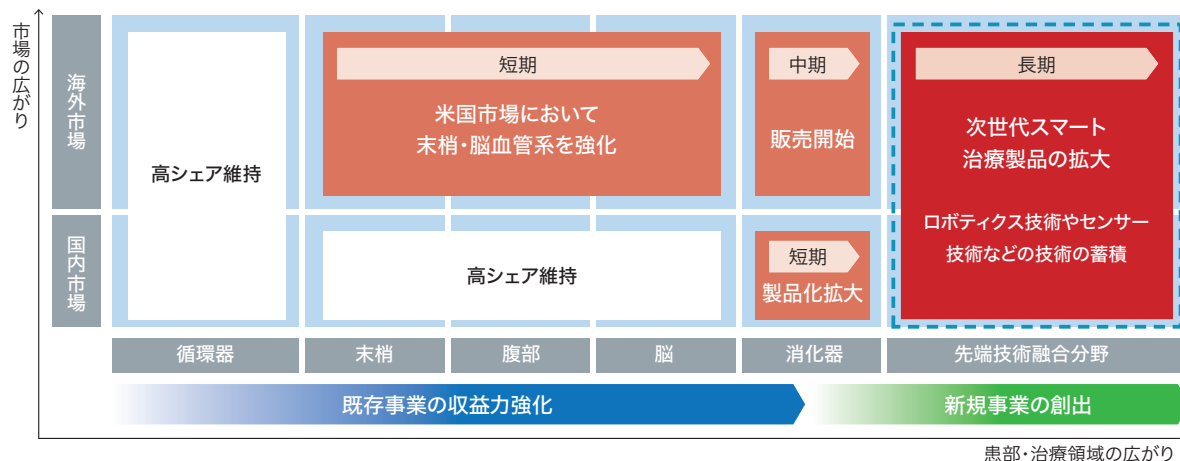 市場の広がり
海外市場
国内市場
高シェア維持
短期
米国市場において
末梢・脳血管系を強化
高シェア維持
中期
販売開始
短期
製品化拡大
長期
次世代スマート
治療製品の拡大
ロボティクス技術やセンサー
技術などの技術の蓄積
循環器
末梢
腹部
脳
消化器
先端技術融合分野
既存事業の収益力強化
新規事業の創出
患部・治療領域の広がり